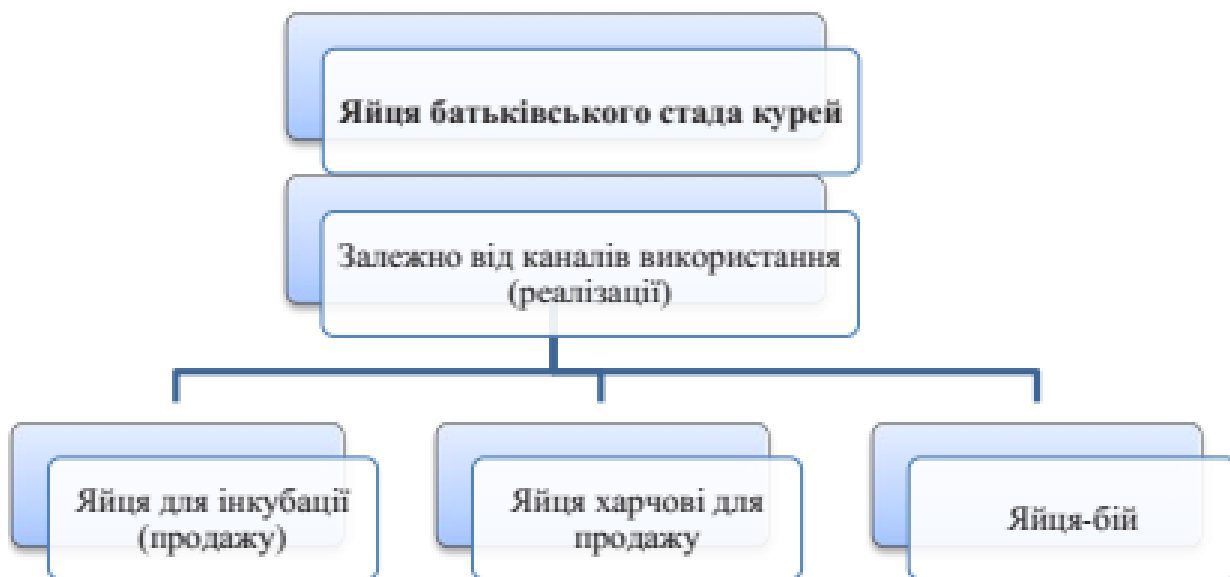 Яйця батьківського стада курей
Залежно від каналів використання
(реалізації)
Яйця для інкубації
(продажу)
Яйця харчові для
продажу
Яйця-бій